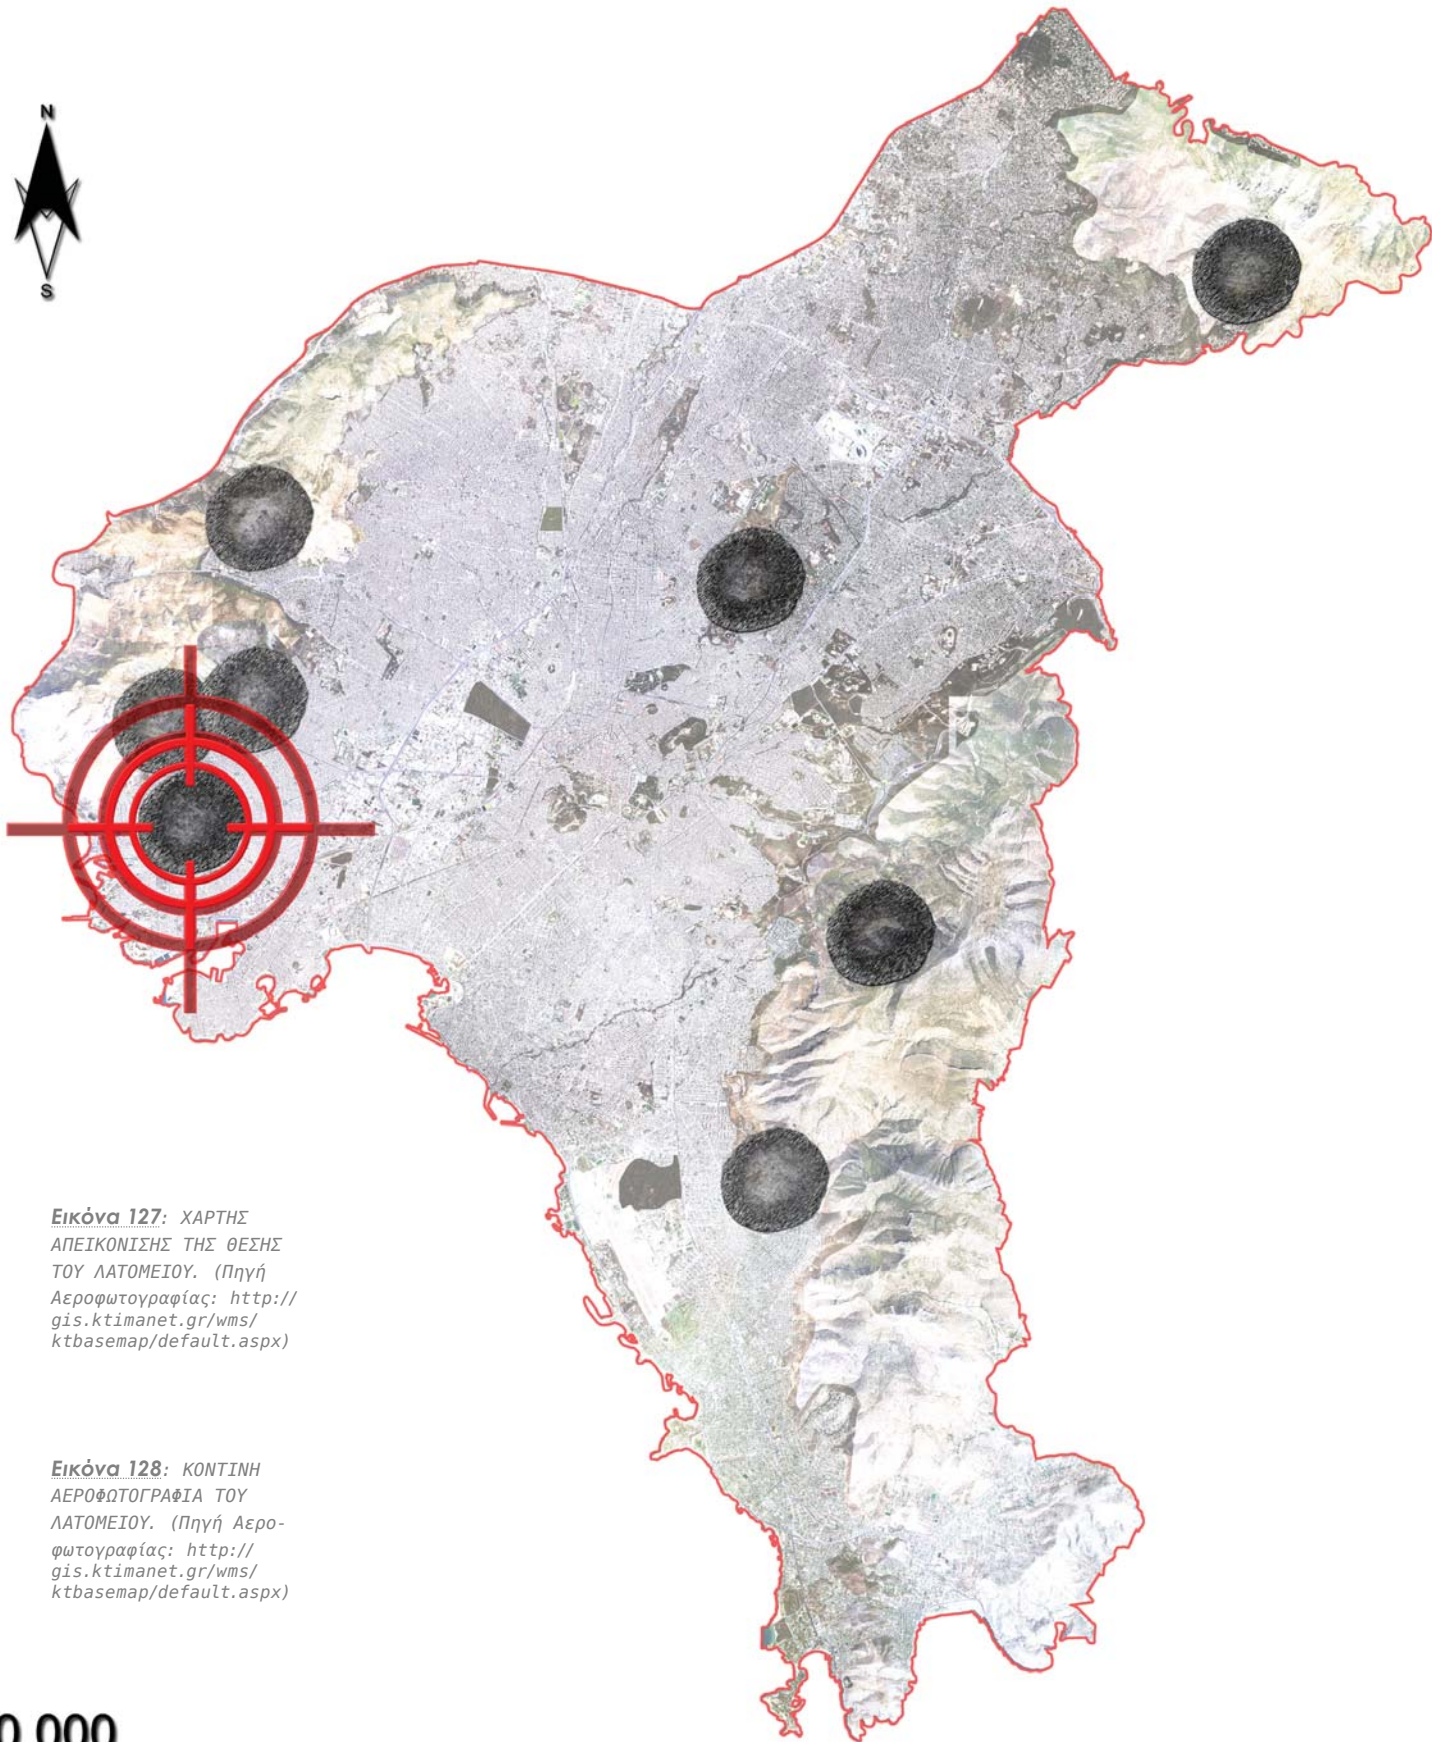 N
S
Εικόνα 127: ΧΑΡΤΗΣ
ΑΠΕΙΚΟΝΙΣΗΣ ΤΗΣ ΘΕΣΗΣ
ΤΟΥ ΛΑΤΟΜΕΙΟΥ. (Πηγή
Αεροφωτογραφίας: http://
gis.ktimanet.gr/wms/
ktbasemap/default.aspx)
Εικόνα 128: ΚΟΝΤΙΝΗ
ΑΕΡΟΦΩΤΟΓΡΑΦΙΑ ΤΟΥ
ΛΑΤΟΜΕΙΟΥ. (Πηγή Αερο-
φωτογραφίας: http://
gis.ktimanet.gr/wms/
ktbasemap/default.aspx)